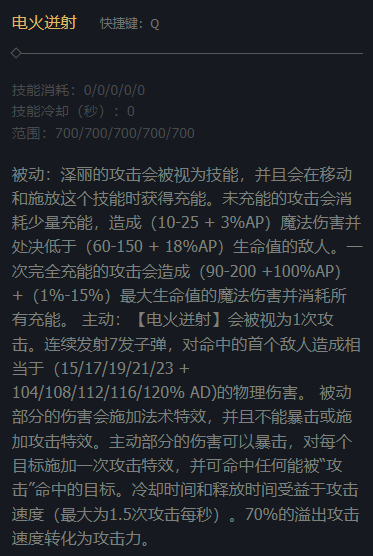 电火迸射 快捷键：Q
技能消耗：0/0/0/0/0
技能冷却（秒）：0
范围：700/700/700/700/700
被动：泽丽的攻击会被视为技能，并且会在移动
和施放这个技能时获得充能。未充能的攻击会消
耗少量充能，造成（10-25 + 3%AP）魔法伤害并
处决低于（60-150 + 18%AP）生命值的敌人。一
次完全充能的攻击会造成（90-200 +100%AP）
+（1%-15%）最大生命值的魔法伤害并消耗所
有充能。 主动：【电火迸射】会被视为1次攻
击。连续发射7发子弹，对命中的首个敌人造成相
当于（15/17/19/21/23 +
104/108/112/116/120% AD)的物理伤害。 被动
部分的伤害会施加法术特效，并且不能暴击或施
加攻击特效。主动部分的伤害可以暴击，对每个
目标施加一次攻击特效，并可命中任何能被“攻
击”命中的目标。冷却时间和释放时间受益于攻击
速度（最大为1.5次攻击每秒）。70%的溢出攻击
速度转化为攻击力。